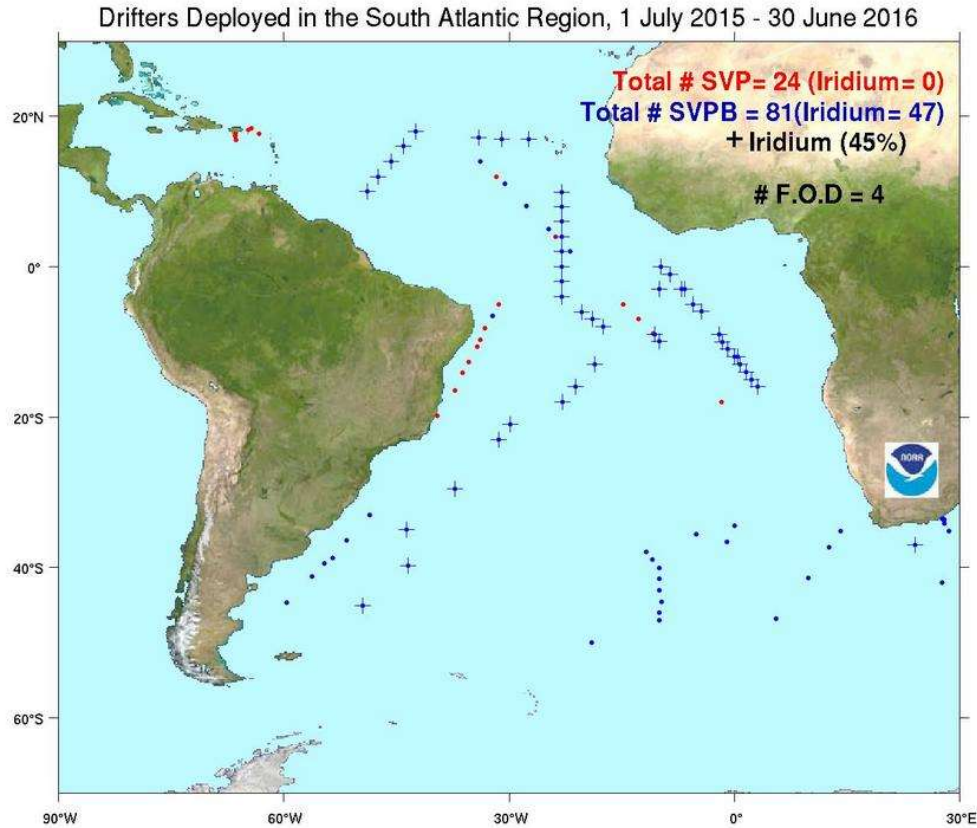 Drifters Deployed in the South Atlantic Region, 1 July 2015 - 30 June 2016
Total # SVP= 24 (Iridium= 0)
Total # SVPB = 81(Iridium= 47)
+ Iridium (45%)
# F.O.D = 4
20°N
0°
20°S
NOAA
40°S
60°S
90°W
60°W
30°W
0°
30°E